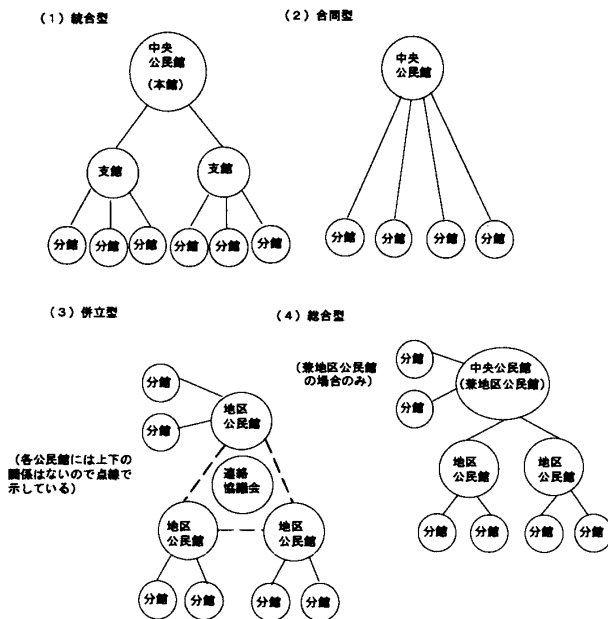 （1）統合型
中央
公民館
（本館）
支館
支館
分館
分館
分館
分館
分館
分館
（2）合同型
中央
公民館
分館
分館
分館
分館
（3）併立型
分館
分館
地区
公民館
（各公民館には上下の
関係はないので点線で
示している）
連絡
協議会
地区
公民館
地区
公民館
分館
分館
分館
分館
（4）総合型
（兼地区公民館
の場合のみ）
分館
分館
中央公民館
（兼地区公民館）
地区
公民館
地区
公民館
分館
分館
分館
分館